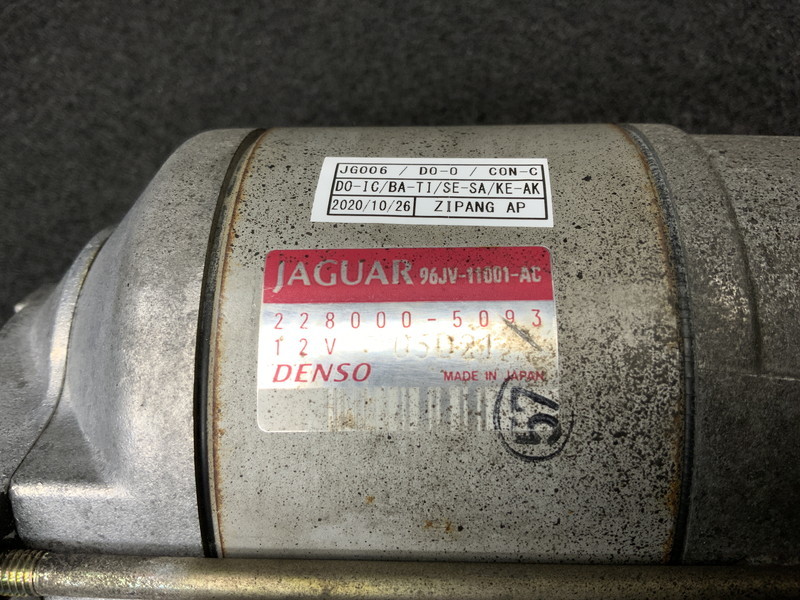 JG006 / DO-O / CON-C
DO-IC/BA-TI/SE-SA/KE-AK
2020/10/26 ZIPANG AP
JAGUAR 96JV-11001-AC
228000-5093
12V
DENSO MADE IN JAPAN
57